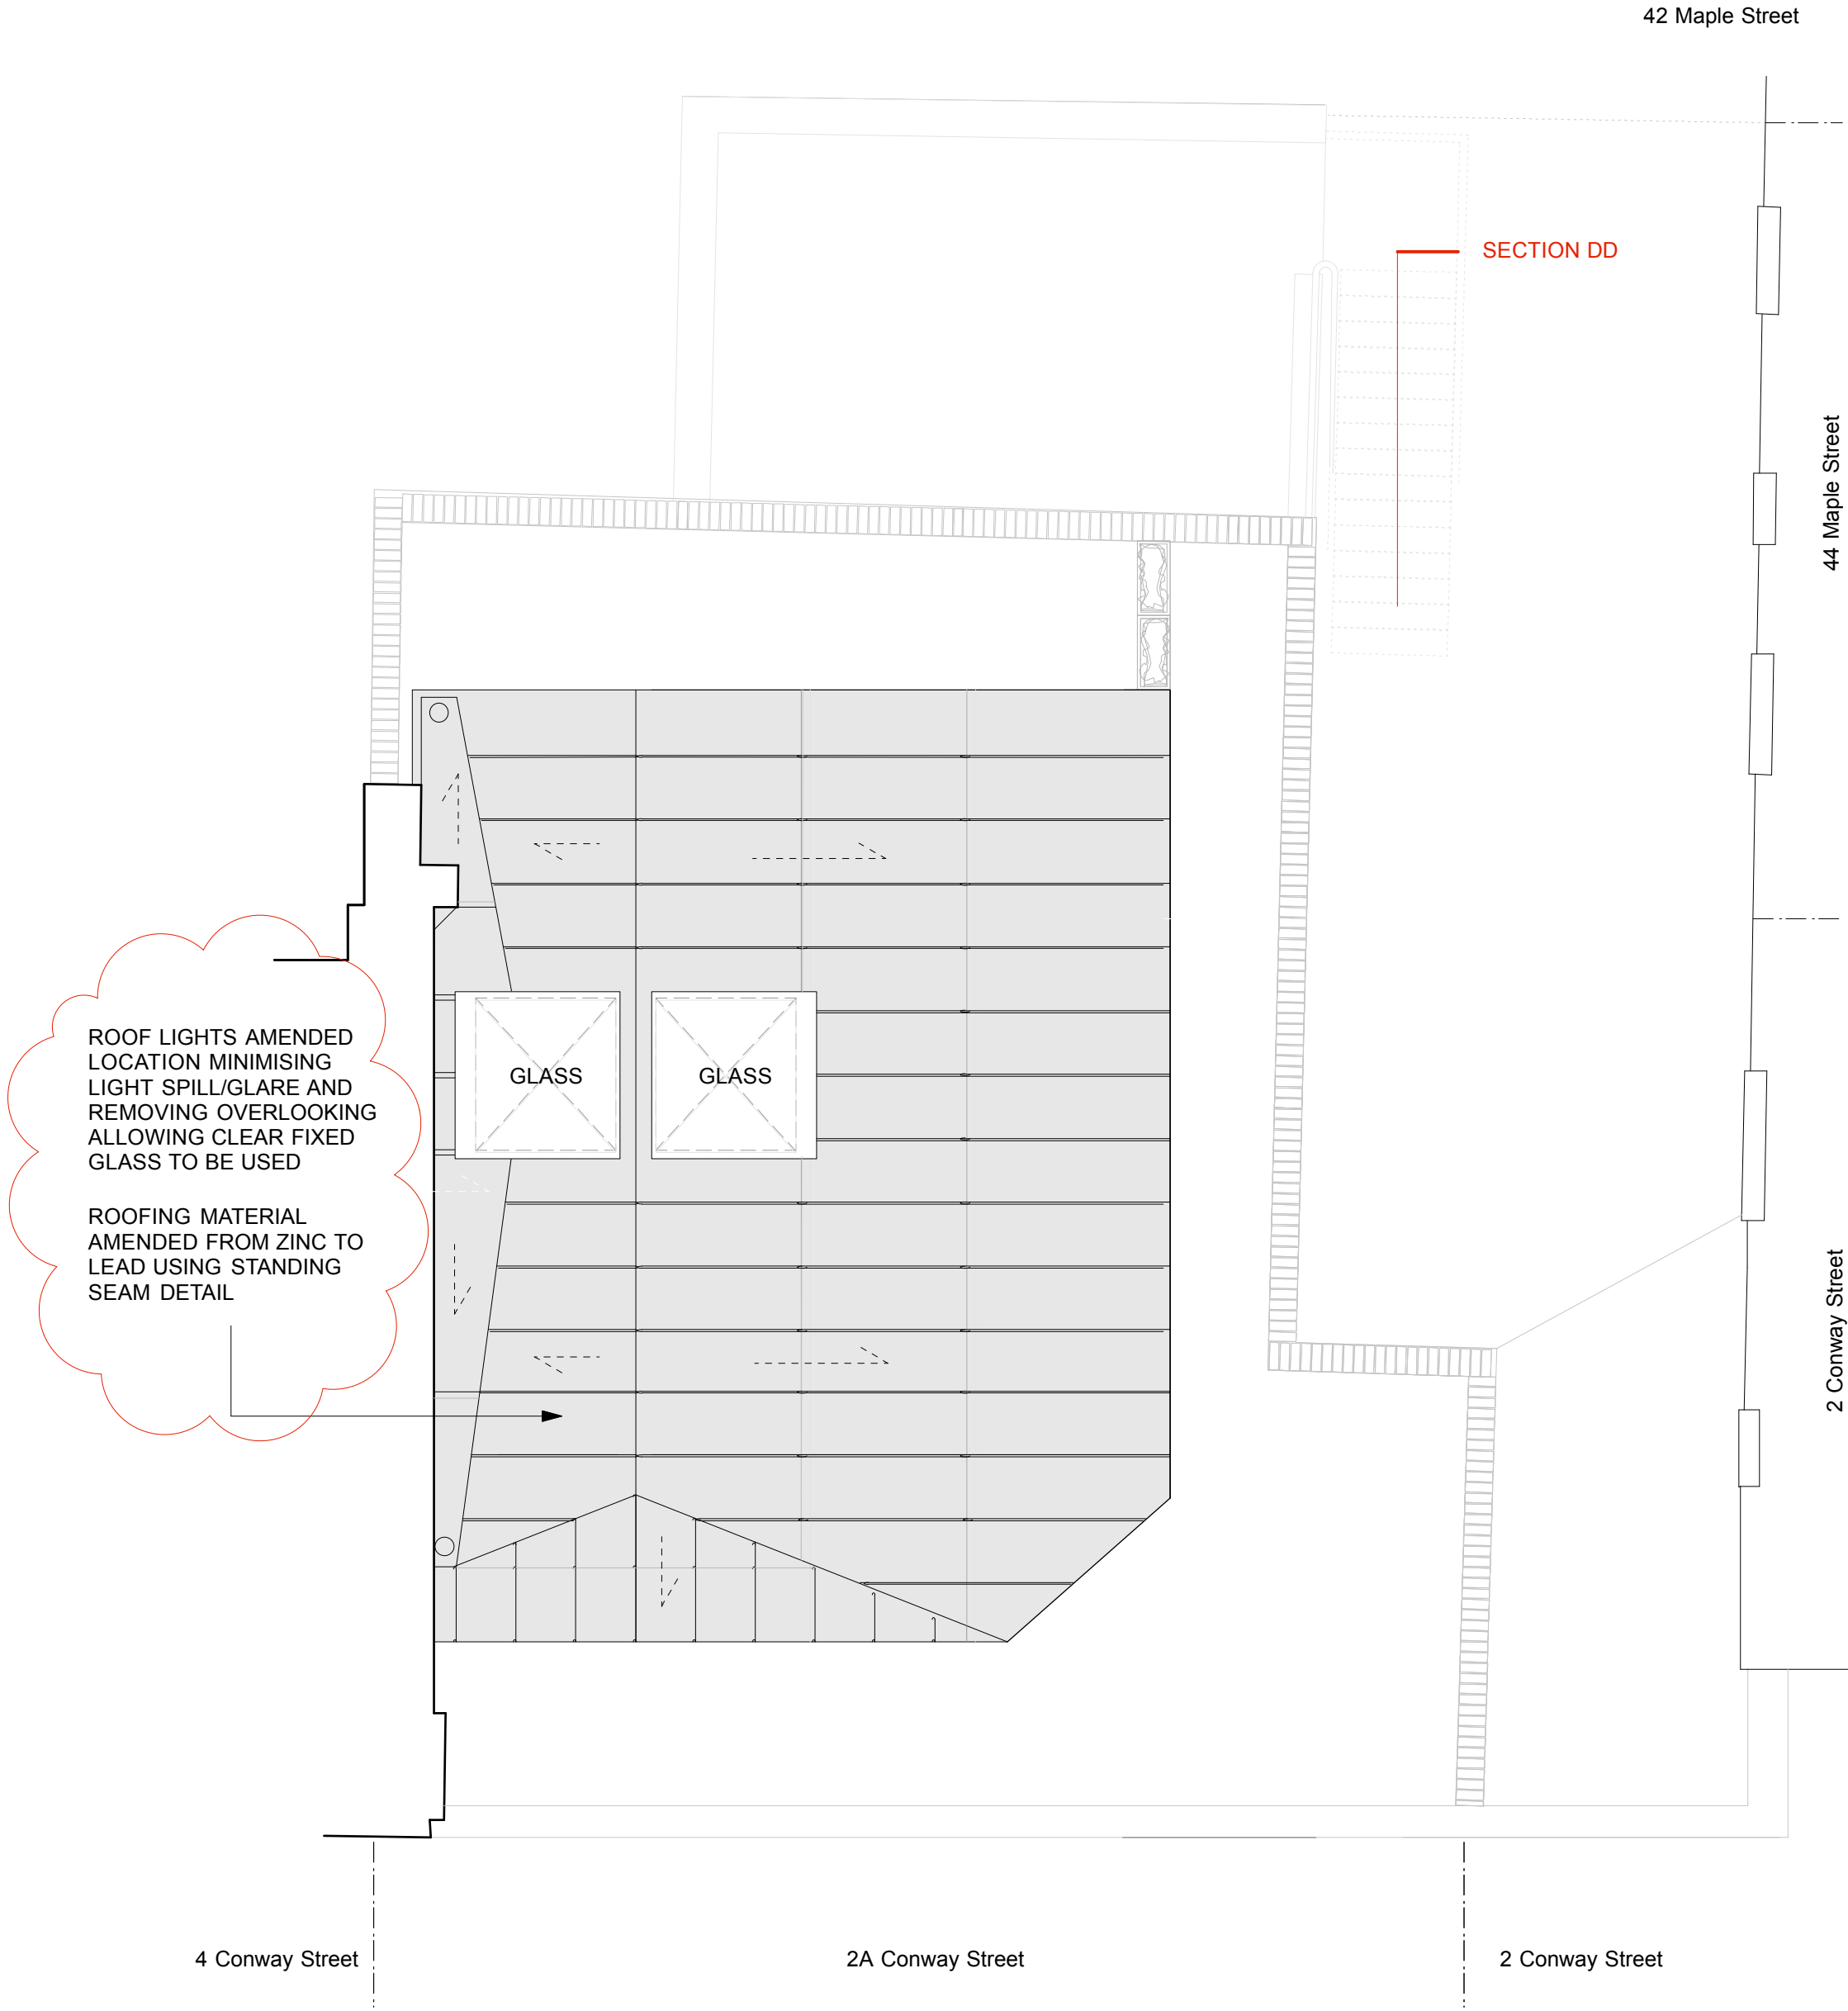 42 Maple Street
SECTION DD
44 Maple Street
ROOF LIGHTS AMENDED
LOCATION MINIMISING
LIGHT SPILL/GLARE AND
REMOVING OVERLOOKING
ALLOWING CLEAR FIXED
GLASS TO BE USED
ROOFING MATERIAL
AMENDED FROM ZINC TO
LEAD USING STANDING
SEAM DETAIL
GLASS
GLASS
2 Conway Street
4 Conway Street
2A Conway Street
2 Conway Street